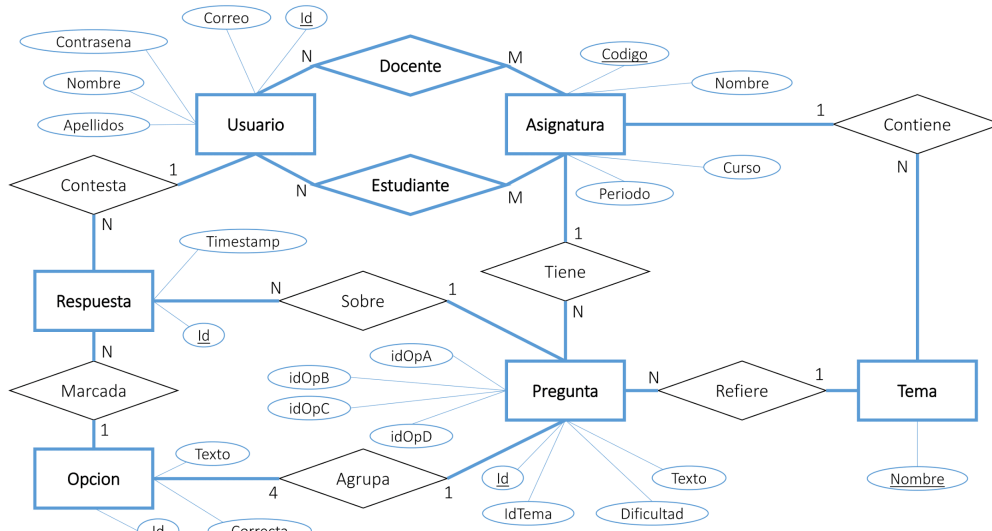 Correo
Id
Contrasena
N
Docente
M
Codigo
Nombre
Nombre
1
Apellidos
Usuario
Asignatura
Contiene
1
N
Curso
Contesta
N
Estudiante
M
Periodo
N
Timestamp
1
Tiene
Respuesta
N
Sobre
1
N
Id
idOpA
N
idOpB
Marcada
Pregunta
N
Refiere
1
Tema
idOpC
1
idOpD
Texto
Opcion
4
Agrupa
1
Id
Texto
Nombre
IdTema
Dificultad
Id
Correcta